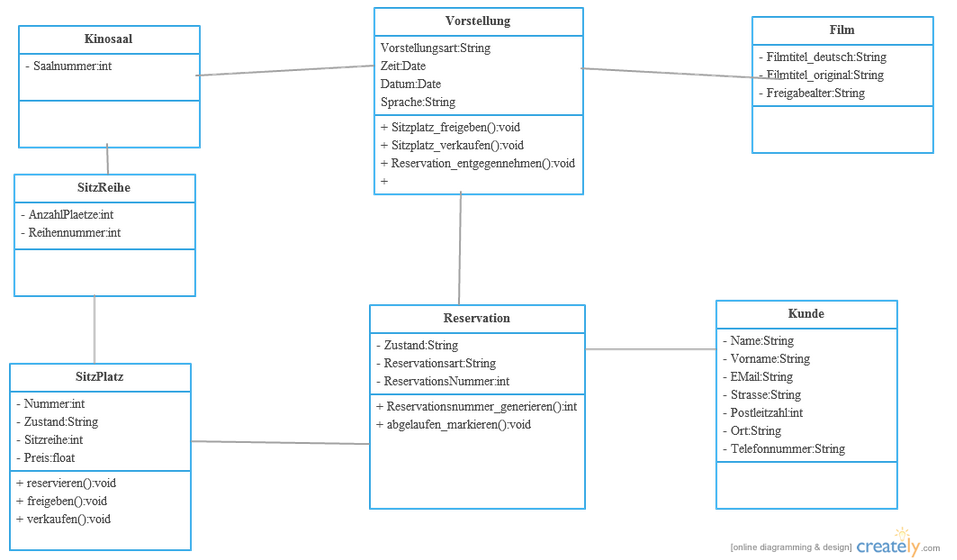 Kinosaal
- Saalnummer:int
Vorstellung
Vorstellungsart:String
Zeit:Date
Datum:Date
Sprache:String
+ Sitzplatz_freigeben():void
+ Sitzplatz_verkaufen():void
+ Reservation_entgegennehmen():void
+
Film
- Filmtitel_deutsch:String
- Filmtitel_original:String
- Freigabealter:String
SitzReihe
- AnzahlPlaetze:int
- Reihennummer:int
SitzPlatz
- Nummer:int
- Zustand:String
- Sitzreihe:int
- Preis:float
+ reservieren():void
+ freigeben():void
+ verkaufen():void
Reservation
- Zustand:String
- Reservationsart:String
- ReservationsNummer:int
+ Reservationsnummer_generieren():int
+ abgelaufen_markieren():void
Kunde
- Name:String
- Vorname:String
- EMail:String
- Strasse:String
- Postleitzahl:int
- Ort:String
- Telefonnummer:String
[online diagramming & design] creately.com